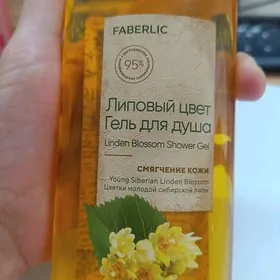 FABERLIC
95%
Липовый цвет
Гель для душа
Linden Blossom Shower Gel
СМЯГЧЕНИЕ КОЖИ
Young Siberian Linden Blossom
Цветки молодой сибирской липы